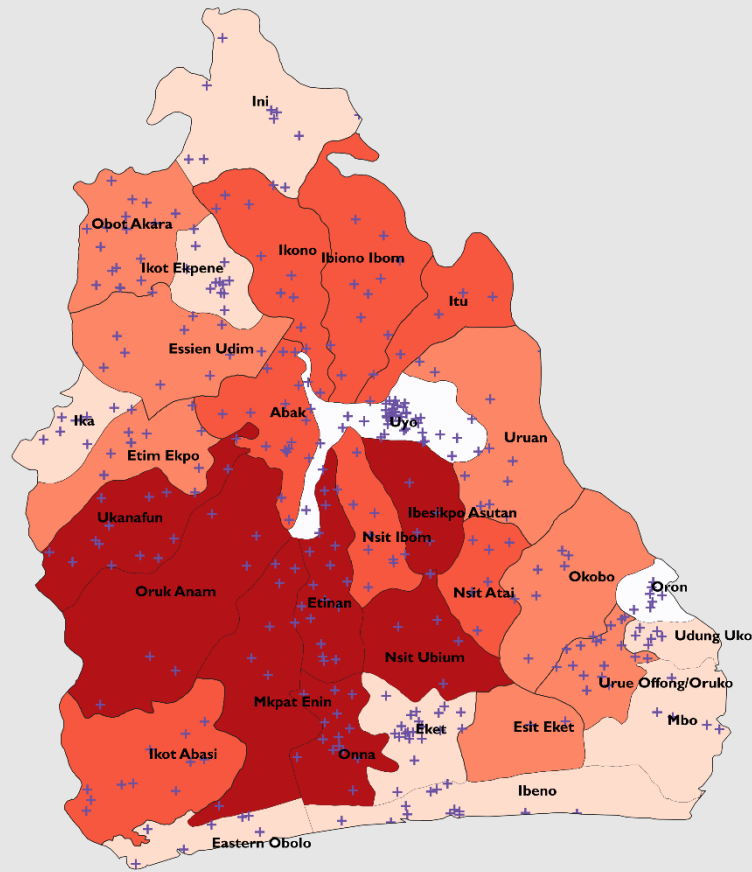 Ini
Obot Akara
Ikot Ekpene
Ikono
Ibiono Ibom
Itu
Essien Udim
Ika
Abak
Uyo
Uruan
Etim Ekpo
Ukanafun
Ibesikpo Asutan
Nsit Ibom
Okobo
Oron
Oruk Anam
Etinan
Nsit Atai
Udung Uko
Nsit Ubium
Urue Offong/Oruko
Mkpat Enin
Mbo
Eket
Esit Eket
Ikot Abasi
Onna
Ibeno
Eastern Obolo